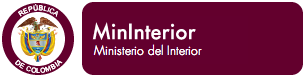 REPÚBLICA
DE COLOMBIA
MinInterior
Ministerio del Interior